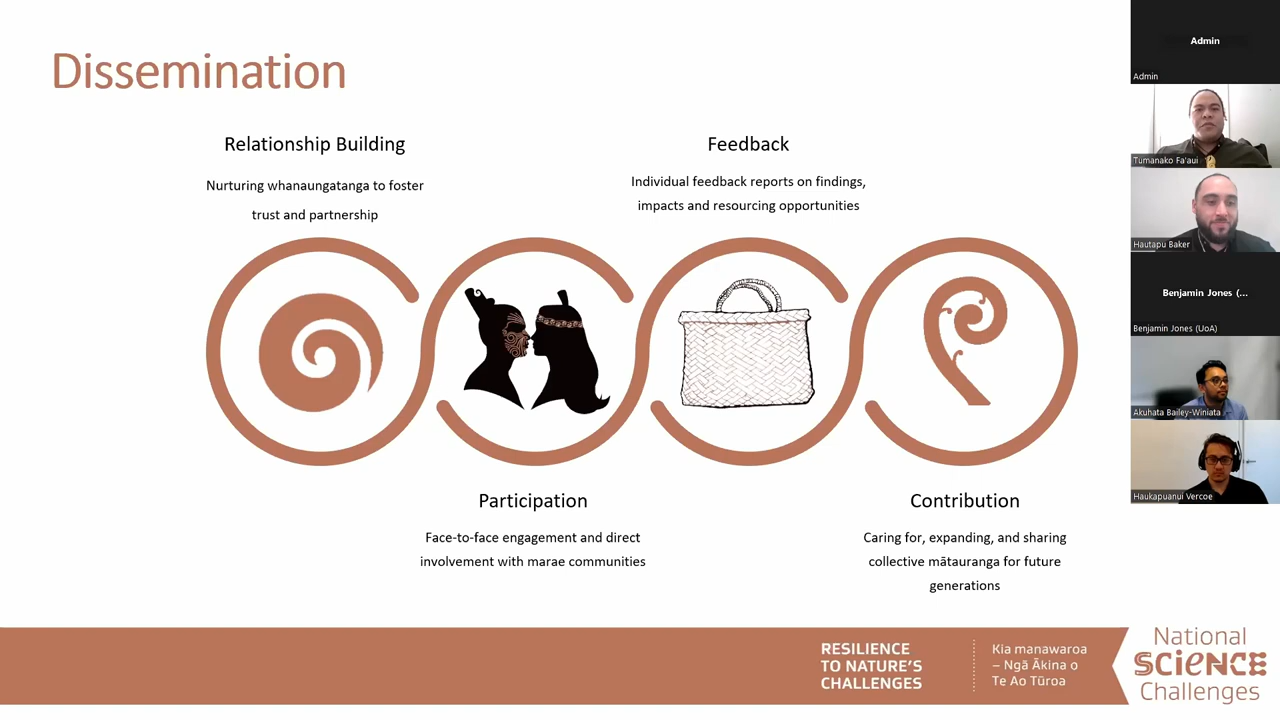 Dissemination
Relationship Building
Nurturing whanaungatanga to foster
trust and partnership
Feedback
Individual feedback reports on findings,
impacts and resourcing opportunities
Participation
Face-to-face engagement and direct
involvement with marae communities
Contribution
Caring for, expanding, and sharing
collective mātauranga for future
generations
RESILIENCE
TO NATURE'S
CHALLENGES
Kia manawaroa
– Ngā Ākina o
Te Ao Tūroa
National
SCIENCE
Challenges
Admin
Admin
Tumanako Fa'aui
Hautapu Baker
Benjamin Jones (...
Benjamin Jones (UoA)
Akuhata Bailey-Winiata
Haukapuanui Vercoe